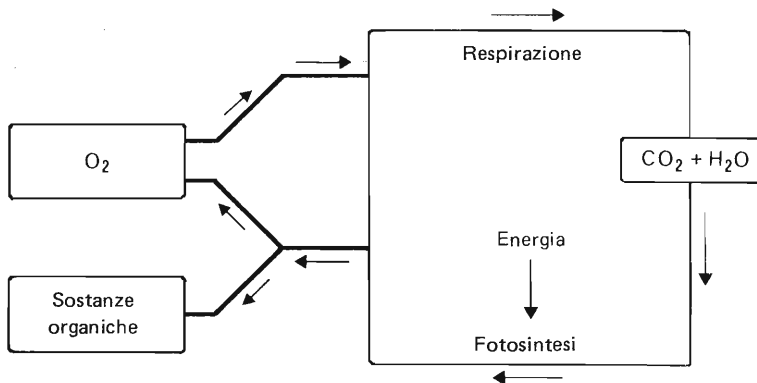 Respirazione
O₂
CO₂ + H₂O
Energia
Sostanze
organiche
Fotosintesi